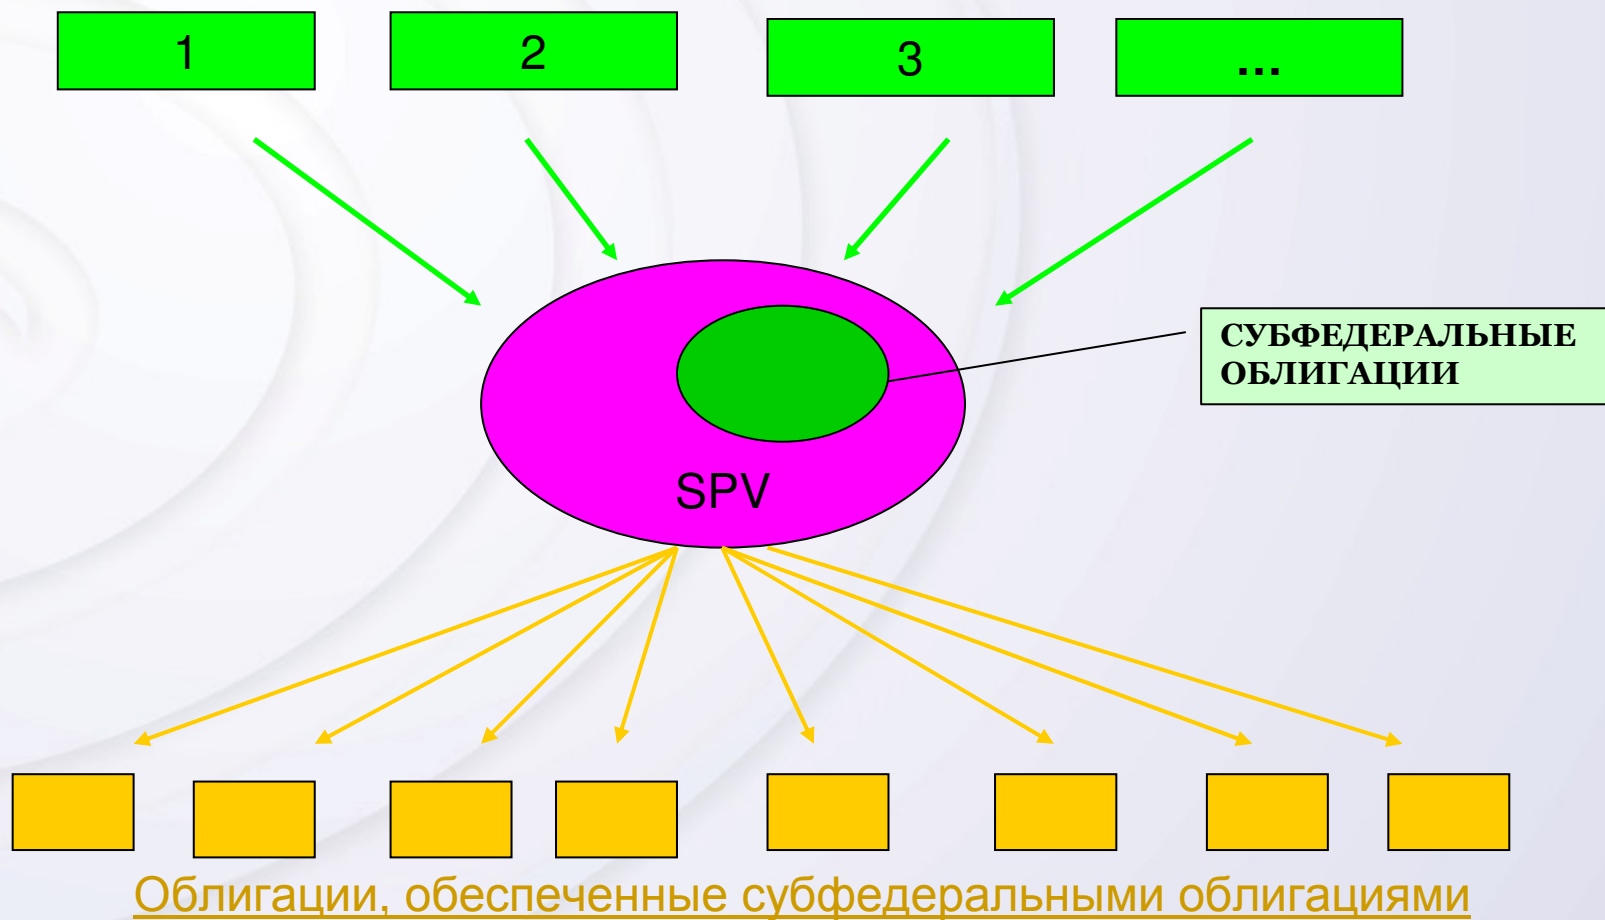 1
2
3
...
СУБФЕДЕРАЛЬНЫЕ
ОБЛИГАЦИИ
SPV
Облигации, обеспеченные субфедеральными облигациями